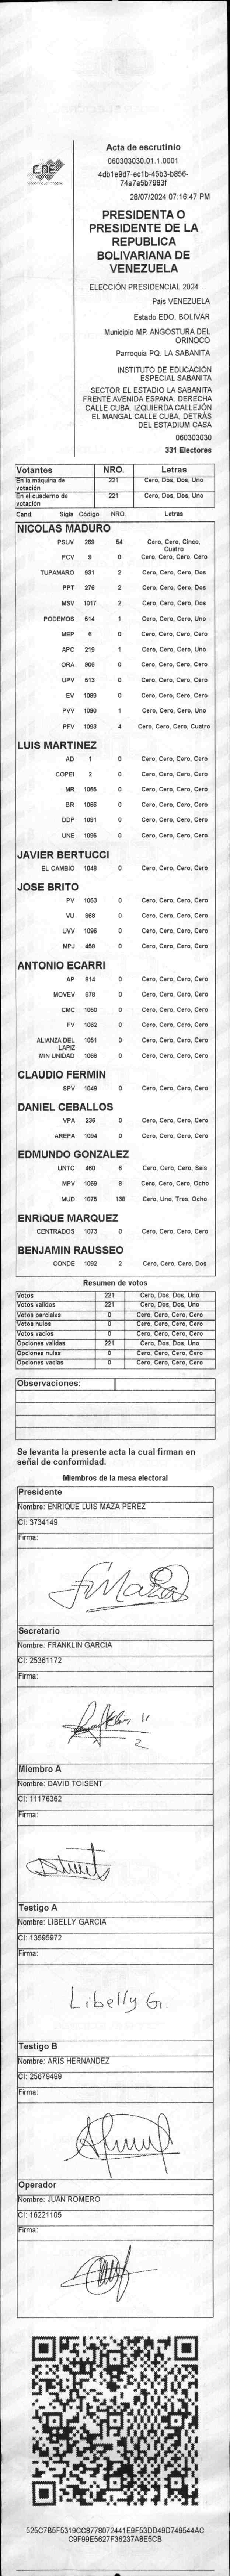 CNE
Acta de escrutinio
060303030.01.1.0001
4db1e9d7-ec1b-45b3-b856-
74a7a5b7983f
28/07/2024 07:16:47 PM
PRESIDENTA O
PRESIDENTE DE LA
REPUBLICA
BOLIVARIANA DE
VENEZUELA
ELECCIÓN PRESIDENCIAL 2024
Pais VENEZUELA
Estado EDO. BOLIVAR
Municipio MP. ANGOSTURA DEL
ORINOCO
Parroquia PQ. LA SABANITA
INSTITUTO DE EDUCACIÓN
ESPECIAL SABANITA
SECTOR EL ESTADIO LA SABANITA
FRENTE AVENIDA ESPANA. DERECHA
CALLE CUBA. IZQUIERDA CALLEJÓN
EL MANGAL CALLE CUBA. DETRÁS
DEL ESTADIUM CASA
060303030
331 Electores
Votantes NRO. Letras
En la máquina de votación 221 Cero, Dos, Dos, Uno
En el cuaderno de votación 221 Cero, Dos, Dos, Uno
Cand. Sigla Código NRO. Letras
NICOLAS MADURO
PSUV 269 54 Cero, Cero, Cinco, Cuatro
PCV 9 0 Cero, Cero, Cero, Cero
TUPAMARO 931 2 Cero, Cero, Cero, Dos
PPT 276 2 Cero, Cero, Cero, Dos
MSV 1017 2 Cero, Cero, Cero, Dos
PODEMOS 514 1 Cero, Cero, Cero, Uno
MEP 6 0 Cero, Cero, Cero, Cero
APC 219 1 Cero, Cero, Cero, Uno
ORA 906 0 Cero, Cero, Cero, Cero
UPV 513 0 Cero, Cero, Cero, Cero
EV 1089 0 Cero, Cero, Cero, Cero
PVV 1090 1 Cero, Cero, Cero, Uno
PFV 1093 4 Cero, Cero, Cero, Cuatro
LUIS MARTINEZ
AD 1 0 Cero, Cero, Cero, Cero
COPEI 2 0 Cero, Cero, Cero, Cero
MR 1065 0 Cero, Cero, Cero, Cero
BR 1066 0 Cero, Cero, Cero, Cero
DDP 1091 0 Cero, Cero, Cero, Cero
UNE 1095 0 Cero, Cero, Cero, Cero
JAVIER BERTUCCI
EL CAMBIO 1048 0 Cero, Cero, Cero, Cero
JOSE BRITO
PV 1053 0 Cero, Cero, Cero, Cero
VU 868 0 Cero, Cero, Cero, Cero
UVV 1096 0 Cero, Cero, Cero, Cero
MPJ 458 0 Cero, Cero, Cero, Cero
ANTONIO ECARRI
AP 814 0 Cero, Cero, Cero, Cero
MOVEV 678 0 Cero, Cero, Cero, Cero
CMC 1050 0 Cero, Cero, Cero, Cero
FV 1082 0 Cero, Cero, Cero, Cero
ALIANZA DEL LAPIZ 1051 0 Cero, Cero, Cero, Cero
MIN UNIDAD 1068 0 Cero, Cero, Cero, Cero
CLAUDIO FERMIN
SPV 1049 0 Cero, Cero, Cero, Cero
DANIEL CEBALLOS
VPA 236 0 Cero, Cero, Cero, Cero
AREPA 1094 0 Cero, Cero, Cero, Cero
EDMUNDO GONZALEZ
UNTC 460 6 Cero, Cero, Cero, Seis
MPV 1069 8 Cero, Cero, Cero, Ocho
MUD 1075 138 Cero, Uno, Tres, Ocho
ENRIQUE MARQUEZ
CENTRADOS 1073 0 Cero, Cero, Cero, Cero
BENJAMIN RAUSSEO
CONDE 1092 2 Cero, Cero, Cero, Dos
Resumen de votos
Votos 221 Cero, Dos, Dos, Uno
Votos validos 221 Cero, Dos, Dos, Uno
Votos parciales 0 Cero, Cero, Cero, Cero
Votos nulos 0 Cero, Cero, Cero, Cero
Votos vacios 0 Cero, Cero, Cero, Cero
Opciones validas 221 Cero, Dos, Dos, Uno
Opciones nulas 0 Cero, Cero, Cero, Cero
Opciones vacias 0 Cero, Cero, Cero, Cero
Observaciones:
Se levanta la presente acta la cual firman en
señal de conformidad.
Miembros de la mesa electoral
Presidente
Nombre: ENRIQUE LUIS MAZA PEREZ
CI: 3734149
Firma:
Secretario
Nombre: FRANKLIN GARCIA
CI: 25361172
Firma:
Miembro A
Nombre: DAVID TOISENT
CI: 11176362
Firma:
Testigo A
Nombre: LIBELLY GARCIA
CI: 13595972
Firma:
Libelly G.
Testigo B
Nombre: ARIS HERNANDEZ
CI: 25679499
Firma:
Operador
Nombre: JUAN ROMERO
CI: 16221105
Firma:
525C7B5F5319CCB778072441E9F53DD49D749544AC
C9F99E5627F36237A8E5CB